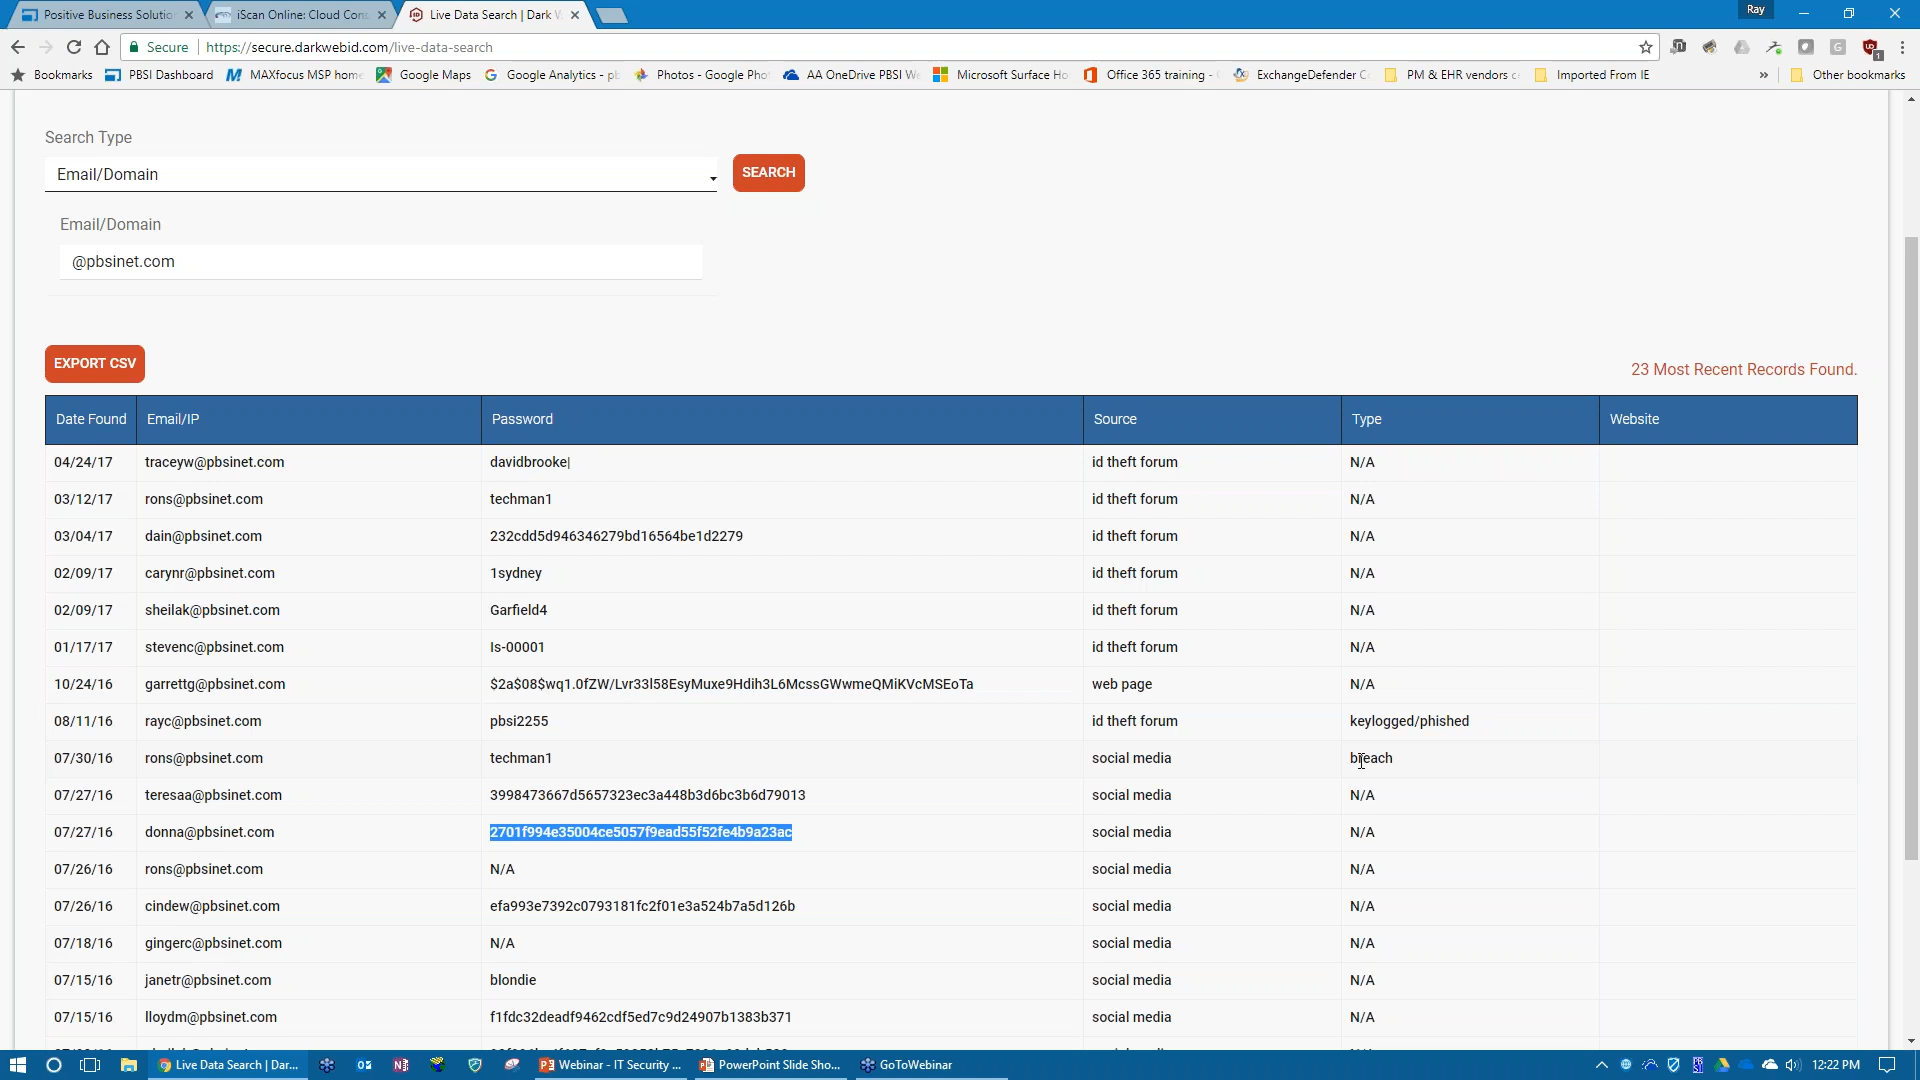 Positive Business Solutio
iScan Online: Cloud Con
Live Data Search | Dark W
Ray
Secure
https://secure.darkwebid.com/live-data-search
Bookmarks
PBSI Dashboard
MAXfocus MSP hom
Google Maps
Google Analytics - p
Photos - Google Pho
AA OneDrive PBSI W
Microsoft Surface Ho
Office 365 training -
ExchangeDefender C
PM & EHR vendors c
Imported From IE
»
Other bookmarks
Search Type
Email/Domain
SEARCH
Email/Domain
@pbsinet.com
EXPORT CSV
23 Most Recent Records Found.
Date Found Email/IP Password Source Type Website
04/24/17 traceyw@pbsinet.com davidbrooke| id theft forum N/A
03/12/17 rons@pbsinet.com techman1 id theft forum N/A
03/04/17 dain@pbsinet.com 232cdd5d946346279bd16564be1d2279 id theft forum N/A
02/09/17 carynr@pbsinet.com 1sydney id theft forum N/A
02/09/17 sheilak@pbsinet.com Garfield4 id theft forum N/A
01/17/17 stevenc@pbsinet.com ls-00001 id theft forum N/A
10/24/16 garrettg@pbsinet.com $2a$08$wq1.0fZW/Lvr33l58EsyMuxe9Hdih3L6McssGWwmeQMiKVcMSEoTa web page N/A
08/11/16 rayc@pbsinet.com pbsi2255 id theft forum keylogged/phished
07/30/16 rons@pbsinet.com techman1 social media breach
07/27/16 teresaa@pbsinet.com 3998473667d5657323ec3a448b3d6bc3b6d79013 social media N/A
07/27/16 donna@pbsinet.com 2701f994e35004ce5057f9ead55f52fe4b9a23ac social media N/A
07/26/16 rons@pbsinet.com N/A social media N/A
07/26/16 cindew@pbsinet.com efa993e7392c0793181fc2f01e3a524b7a5d126b social media N/A
07/18/16 gingerc@pbsinet.com N/A social media N/A
07/15/16 janetr@pbsinet.com blondie social media N/A
07/15/16 lloydm@pbsinet.com f1fdc32deadf9462cdf5ed7c9d24907b1383b371 social media N/A
Live Data Search | Dar...
Webinar - IT Security ...
PowerPoint Slide Sho...
GoToWebinar
12:22 PM